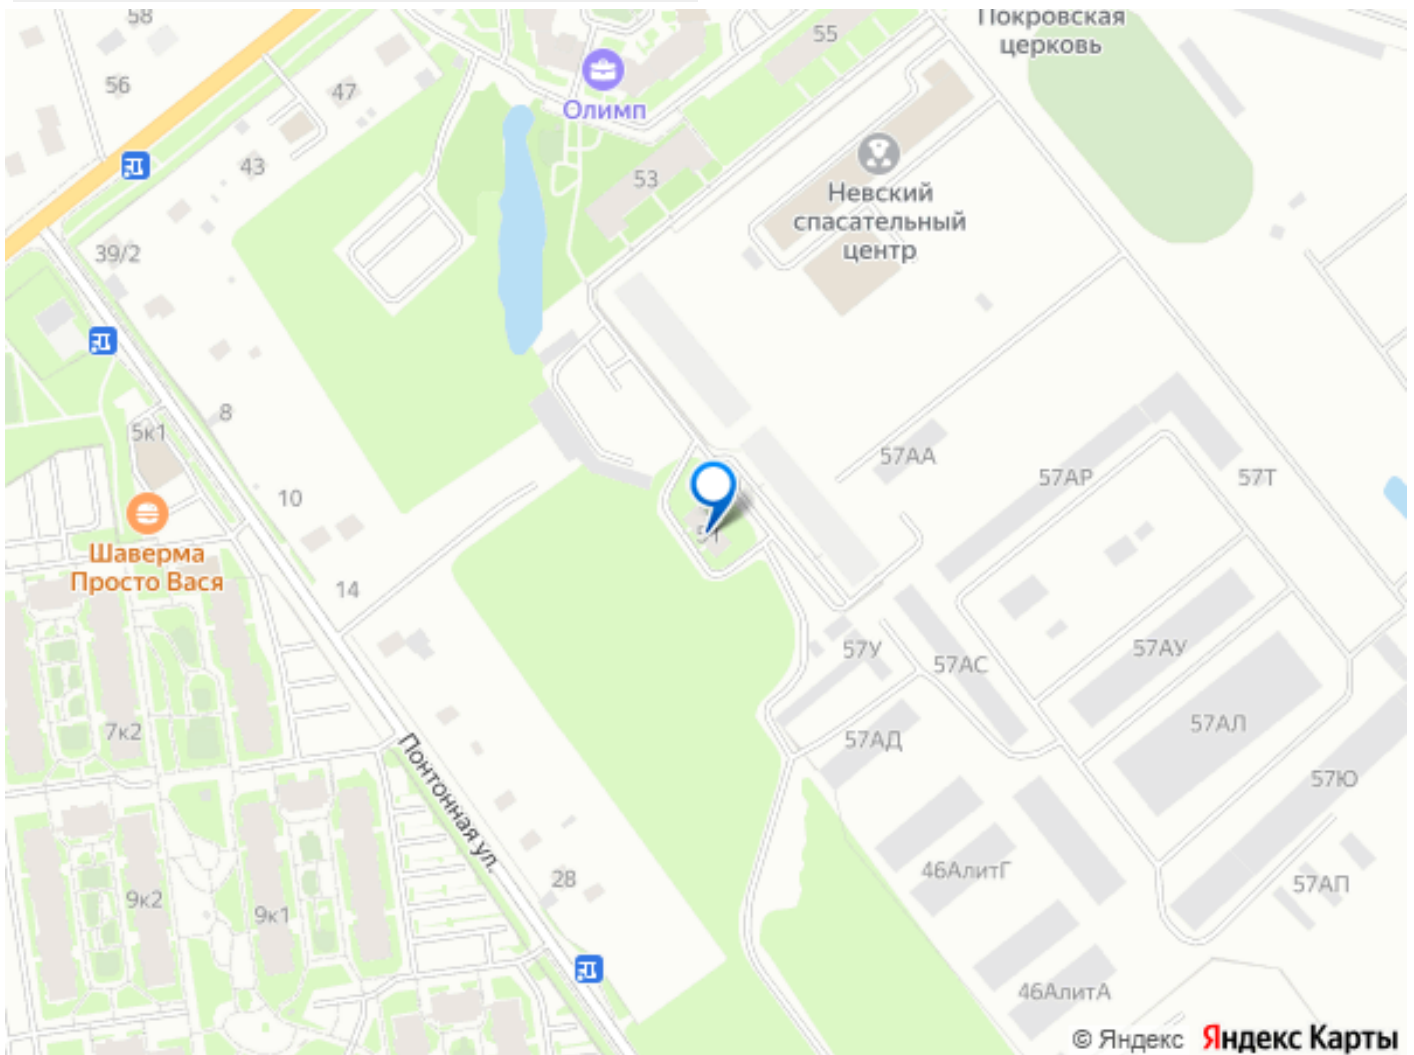 58
Покровская
церковь
55
56
47
Олимп
43
53
Невский
спасательный
центр
39/2
8
5к1
57АА
57АР
57Т
10
Шаверма
Просто Вася
14
51
57У
57АС
57АУ
7к2
57АД
57АЛ
Понтонная ул.
57Ю
46АлитГ
28
57АП
9к2
9к1
46АлитА
© Яндекс Яндекс Карты